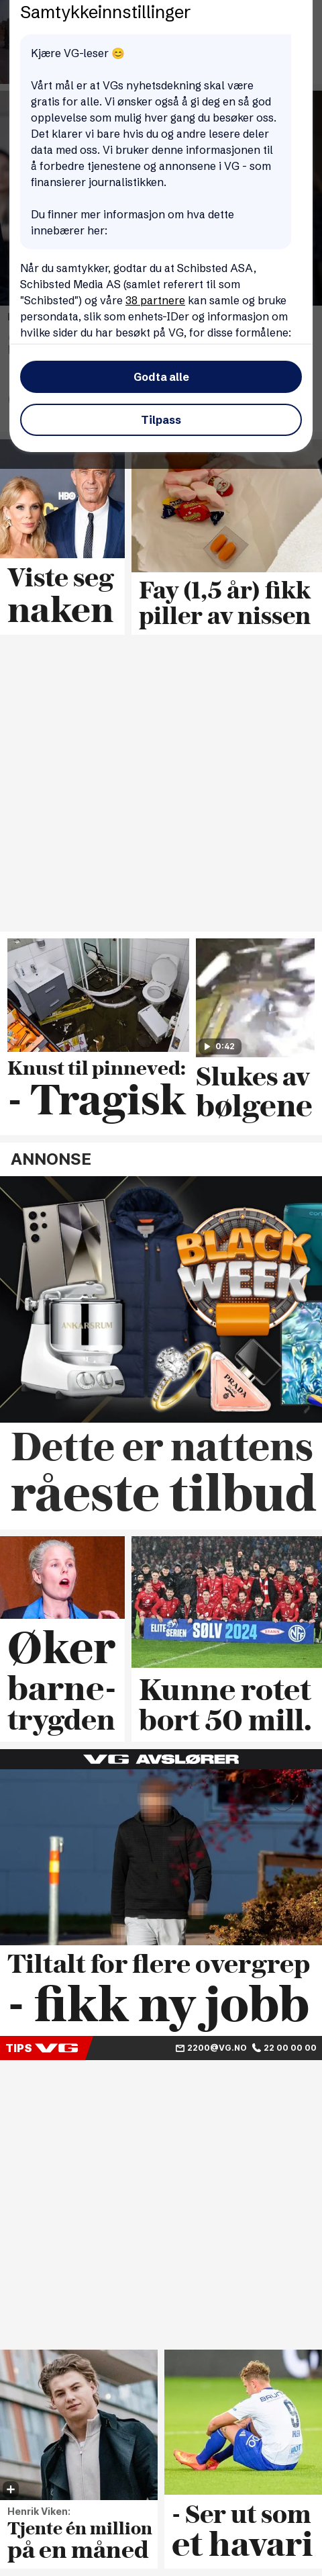 Samtykkeinnstillinger
Kjære VG-leser 😊
Vårt mål er at VGs nyhetsdekning skal være
gratis for alle. Vi ønsker også å gi deg en så god
opplevelse som mulig hver gang du besøker oss.
Det klarer vi bare hvis du og andre lesere deler
data med oss. Vi bruker denne informasjonen til
å forbedre tjenestene og annonsene i VG - som
finansierer journalistikken.
Du finner mer informasjon om hva dette
innebærer her:
Når du samtykker, godtar du at Schibsted ASA,
Schibsted Media AS (samlet referert til som
"Schibsted") og våre 38 partnere kan samle og bruke
persondata, slik som enhets-IDer og informasjon om
hvilke sider du har besøkt på VG, for disse formålene:
Godta alle
Tilpass
HBO
Viste seg
naken
Fay (1,5 år) fikk
piller av nissen
Knust til pinneved:
- Tragisk
0:42
Slukes av
bølgene
ANNONSE
BLACK
WEEK
ANKARSRUM
PRADA
Dette er nattens
råeste tilbud
Øker
barne-
trygden
ELITESERIEN SØLV 2024
Kunne rotet
bort 50 mill.
VG AVSLØRER
Tiltalt for flere overgrep
- fikk ny jobb
TIPS VG
2200@VG.NO 22 00 00 00
Henrik Viken:
Tjente én million
på en måned
9
- Ser ut som
et havari